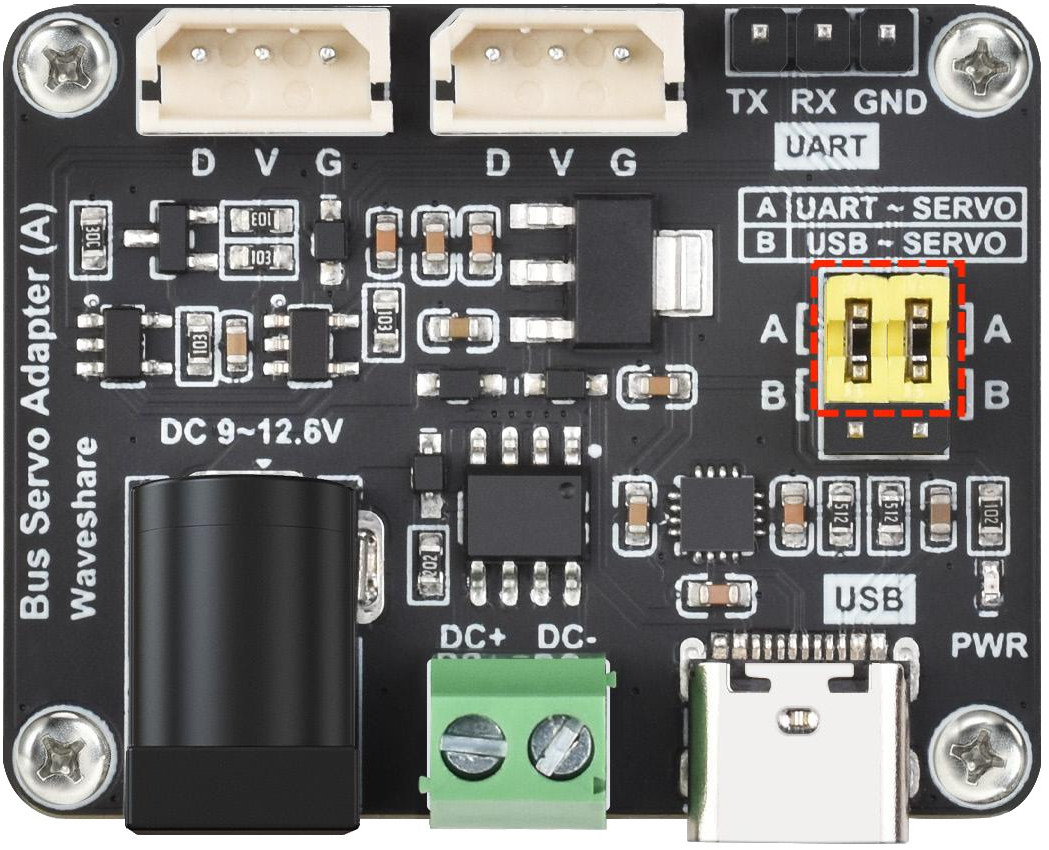 TX RX GND
D V G
D V G
UART
A UART ~ SERVO
B USB ~ SERVO
A
A
B
B
30C
103
103
103
103
DC 9~12.6V
Bus Servo Adapter (A)
Waveshare
202
512
512
102
USB
DC+ DC-
PWR